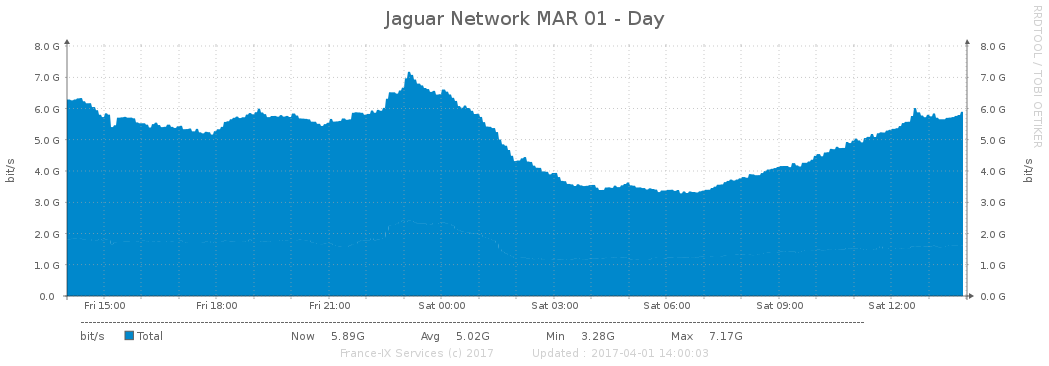 Jaguar Network MAR 01 - Day
RRDTOOL / TOBI OETIKER
8.0 G 8.0 G
7.0 G 7.0 G
6.0 G 6.0 G
5.0 G 5.0 G
4.0 G 4.0 G
3.0 G 3.0 G
2.0 G 2.0 G
1.0 G 1.0 G
0.0 0.0 G
bit/s bit/s
Fri 15:00 Fri 18:00 Fri 21:00 Sat 00:00 Sat 03:00 Sat 06:00 Sat 09:00 Sat 12:00
bit/s Total Now 5.89G Avg 5.02G Min 3.28G Max 7.17G
France-IX Services (c) 2017 Updated : 2017-04-01 14:00:03